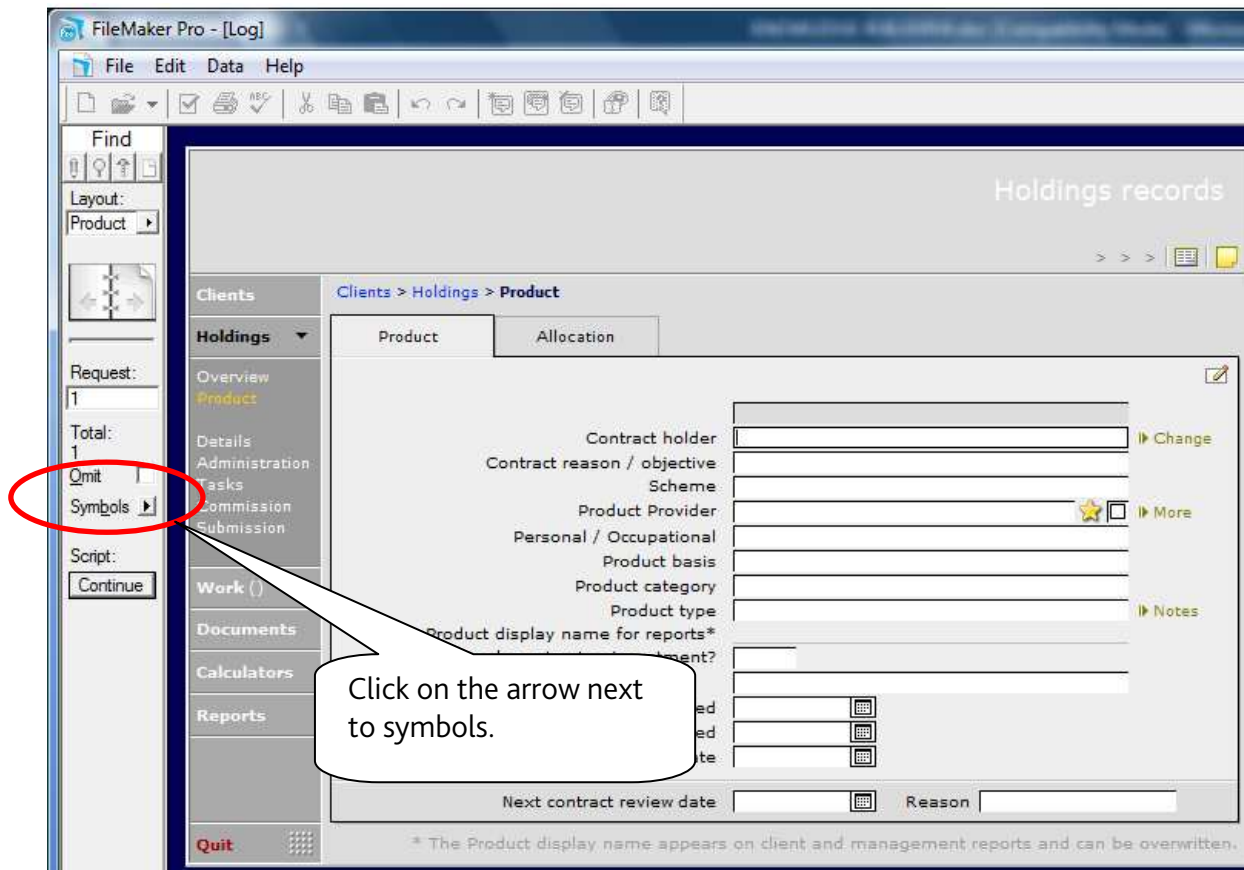 FileMaker Pro - [Log]
File Edit Data Help
ABC
Find
Layout:
Product
Request:
1
Total:
1
Omit
Symbols
Script:
Continue
Holdings records
> > >
Clients
Holdings
Overview
Product
Details
Administration
Tasks
Commission
Submission
Work ()
Documents
Calculators
Reports
Quit
Clients > Holdings > Product
Product Allocation
Contract holder Change
Contract reason / objective
Scheme
Product Provider More
Personal / Occupational
Product basis
Product category
Product type Notes
Product display name for reports*
Click on the arrow next
to symbols.
Next contract review date Reason
* The Product display name appears on client and management reports and can be overwritten.